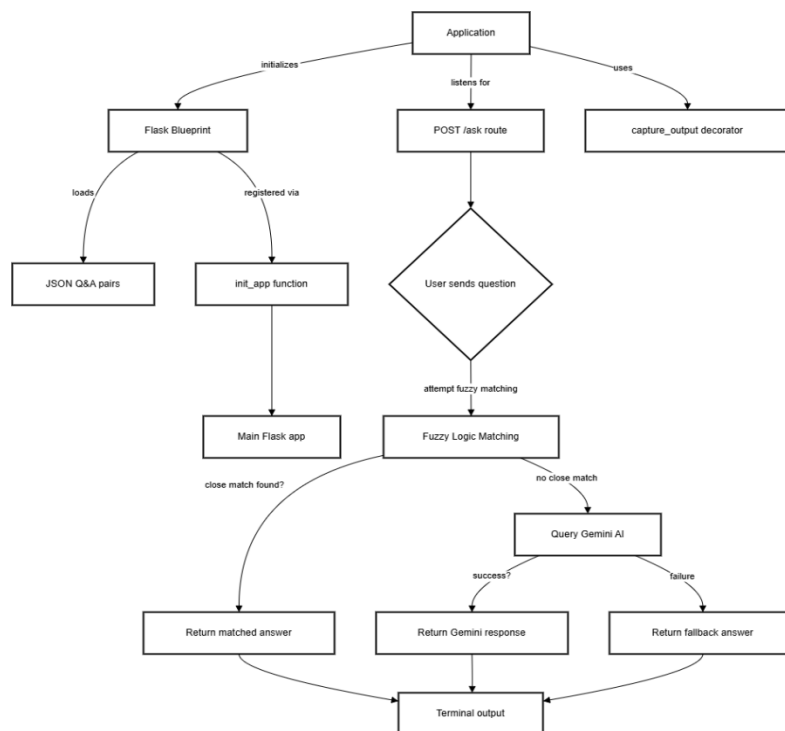 Application
initializes
listens for
uses
Flask Blueprint
POST /ask route
capture_output decorator
loads
registered via
JSON Q&A pairs
init_app function
User sends question
attempt fuzzy matching
Main Flask app
Fuzzy Logic Matching
close match found?
no close match
Query Gemini AI
success?
failure
Return matched answer
Return Gemini response
Return fallback answer
Terminal output